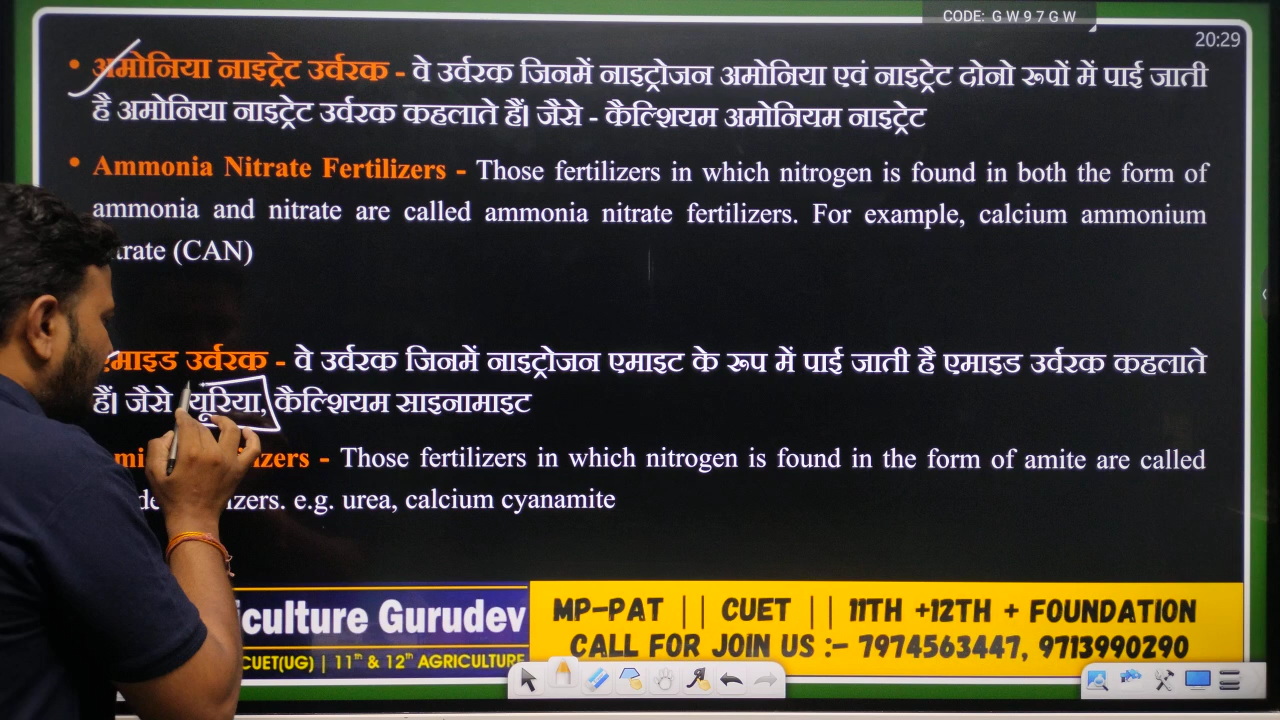 CODE: GW97GW
20:29
• अमोनिया नाइट्रेट उर्वरक - वे उर्वरक जिनमें नाइट्रोजन अमोनिया एवं नाइट्रेट दोनो रूपों में पाई जाती
है अमोनिया नाइट्रेट उर्वरक कहलाते हैं। जैसे - कैल्शियम अमोनियम नाइट्रेट
• Ammonia Nitrate Fertilizers - Those fertilizers in which nitrogen is found in both the form of
ammonia and nitrate are called ammonia nitrate fertilizers. For example, calcium ammonium
trate (CAN)
एमाइड उर्वरक - वे उर्वरक जिनमें नाइट्रोजन एमाइट के रूप में पाई जाती है एमाइड उर्वरक कहलाते
हैं। जैसे यूरिया, कैल्शियम साइनामाइट
izers - Those fertilizers in which nitrogen is found in the form of amite are called
izers. e.g. urea, calcium cyanamite
iculture Gurudev
CUET(UG) | 11th & 12th AGRICULTURE
MP-PAT || CUET || 11TH +12TH + FOUNDATION
CALL FOR JOIN US :- 7974563447, 9713990290